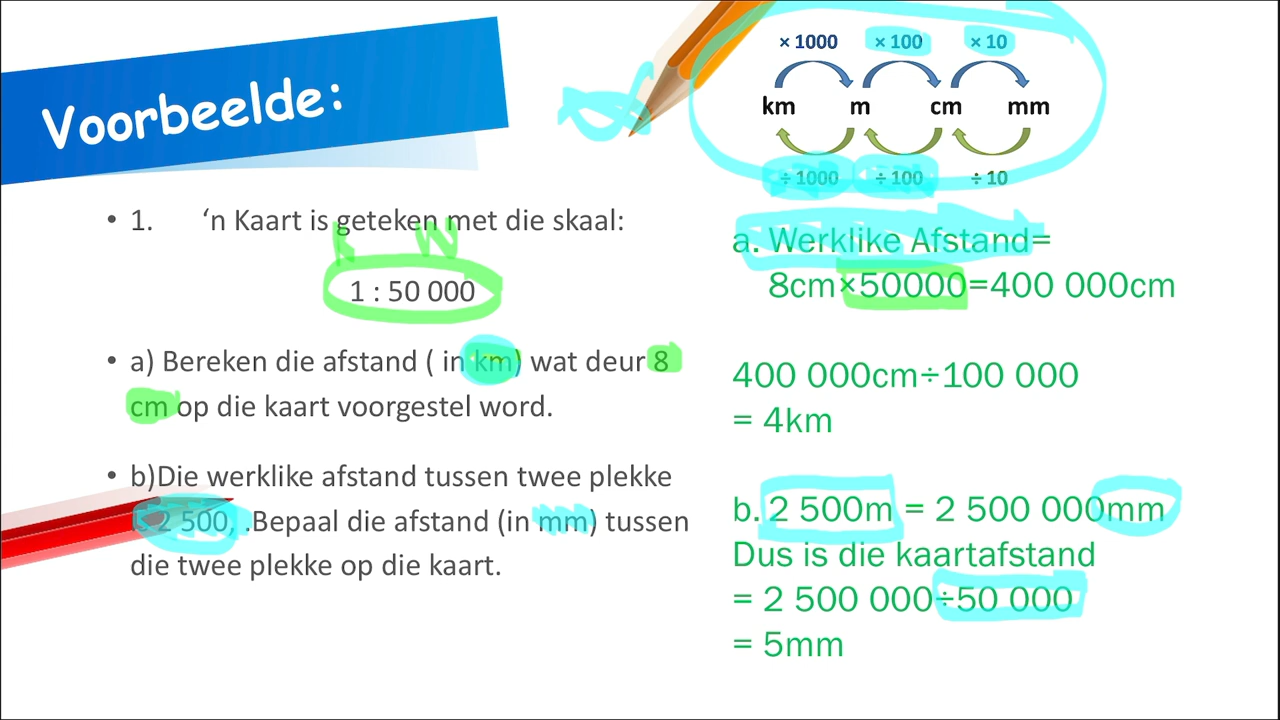 Voorbeelde:
× 1000 × 100 × 10
km m cm mm
÷ 1000 ÷ 100 ÷ 10
• 1. ‘n Kaart is geteken met die skaal:
k W
1 : 50 000
• a) Bereken die afstand ( in km) wat deur 8
cm op die kaart voorgestel word.
• b)Die werklike afstand tussen twee plekke
2 500, .Bepaal die afstand (in mm) tussen
die twee plekke op die kaart.
a. Werklike Afstand=
8cm×50000=400 000cm
400 000cm÷100 000
= 4km
b. 2 500m = 2 500 000mm
Dus is die kaartafstand
= 2 500 000÷50 000
= 5mm